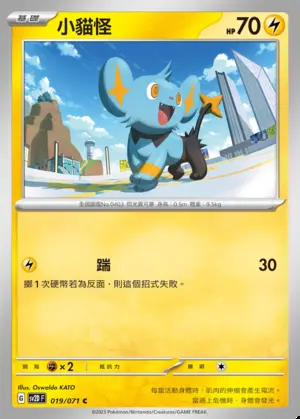 基礎 小貓怪 HP 70
全國圖鑑No.0403 閃光寶可夢 身高：0.5m 體重：9.5kg
踹 30
擲1次硬幣若為反面，則這個招式失敗。
弱點 ×2 抵抗力 撤退
Illus. Oswaldo KATO
G SV2D F 019/071 C
每當活動身體時，肌肉的伸縮會產生電流。
當遇上危機時，身體會發光。
©2023 Pokémon/Nintendo/Creatures/GAME FREAK.